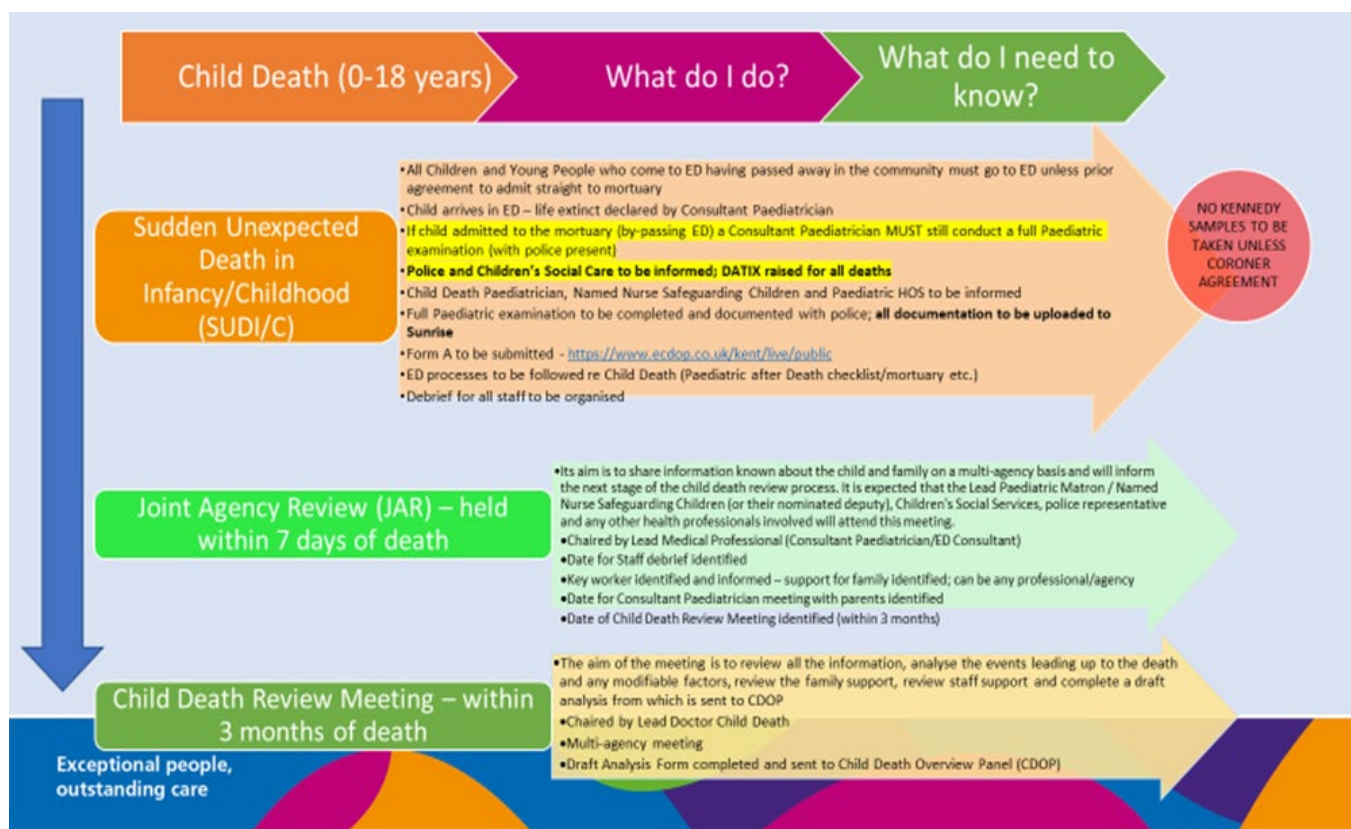 Child Death (0-18 years)
What do I do?
What do I need to
know?
Sudden Unexpected
Death in
Infancy/Childhood
(SUDI/C)
•All Children and Young People who come to ED having passed away in the community must go to ED unless prior
agreement to admit straight to mortuary
•Child arrives in ED – life extinct declared by Consultant Paediatrician
•If child admitted to the mortuary (by-passing ED) a Consultant Paediatrician MUST still conduct a full Paediatric
examination (with police present)
•Police and Children's Social Care to be informed; DATIX raised for all deaths
•Child Death Paediatrician, Named Nurse Safeguarding Children and Paediatric HOS to be informed
•Full Paediatric examination to be completed and documented with police; all documentation to be uploaded to
Sunrise
•Form A to be submitted - https://www.ecdop.co.uk/kent/live/public
•ED processes to be followed re Child Death (Paediatric after Death checklist/mortuary etc.)
•Debrief for all staff to be organised
NO KENNEDY
SAMPLES TO BE
TAKEN UNLESS
CORONER
AGREEMENT
Joint Agency Review (JAR) – held
within 7 days of death
•Its aim is to share information known about the child and family on a multi-agency basis and will inform
the next stage of the child death review process. It is expected that the Lead Paediatric Matron / Named
Nurse Safeguarding Children (or their nominated deputy), Children's Social Services, police representative
and any other health professionals involved will attend this meeting.
•Chaired by Lead Medical Professional (Consultant Paediatrician/ED Consultant)
•Date for Staff debrief identified
•Key worker identified and informed – support for family identified; can be any professional/agency
•Date for Consultant Paediatrician meeting with parents identified
•Date of Child Death Review Meeting identified (within 3 months)
Child Death Review Meeting – within
3 months of death
•The aim of the meeting is to review all the information, analyse the events leading up to the death
and any modifiable factors, review the family support, review staff support and complete a draft
analysis from which is sent to CDOP
•Chaired by Lead Doctor Child Death
•Multi-agency meeting
•Draft Analysis Form completed and sent to Child Death Overview Panel (CDOP)
Exceptional people,
outstanding care